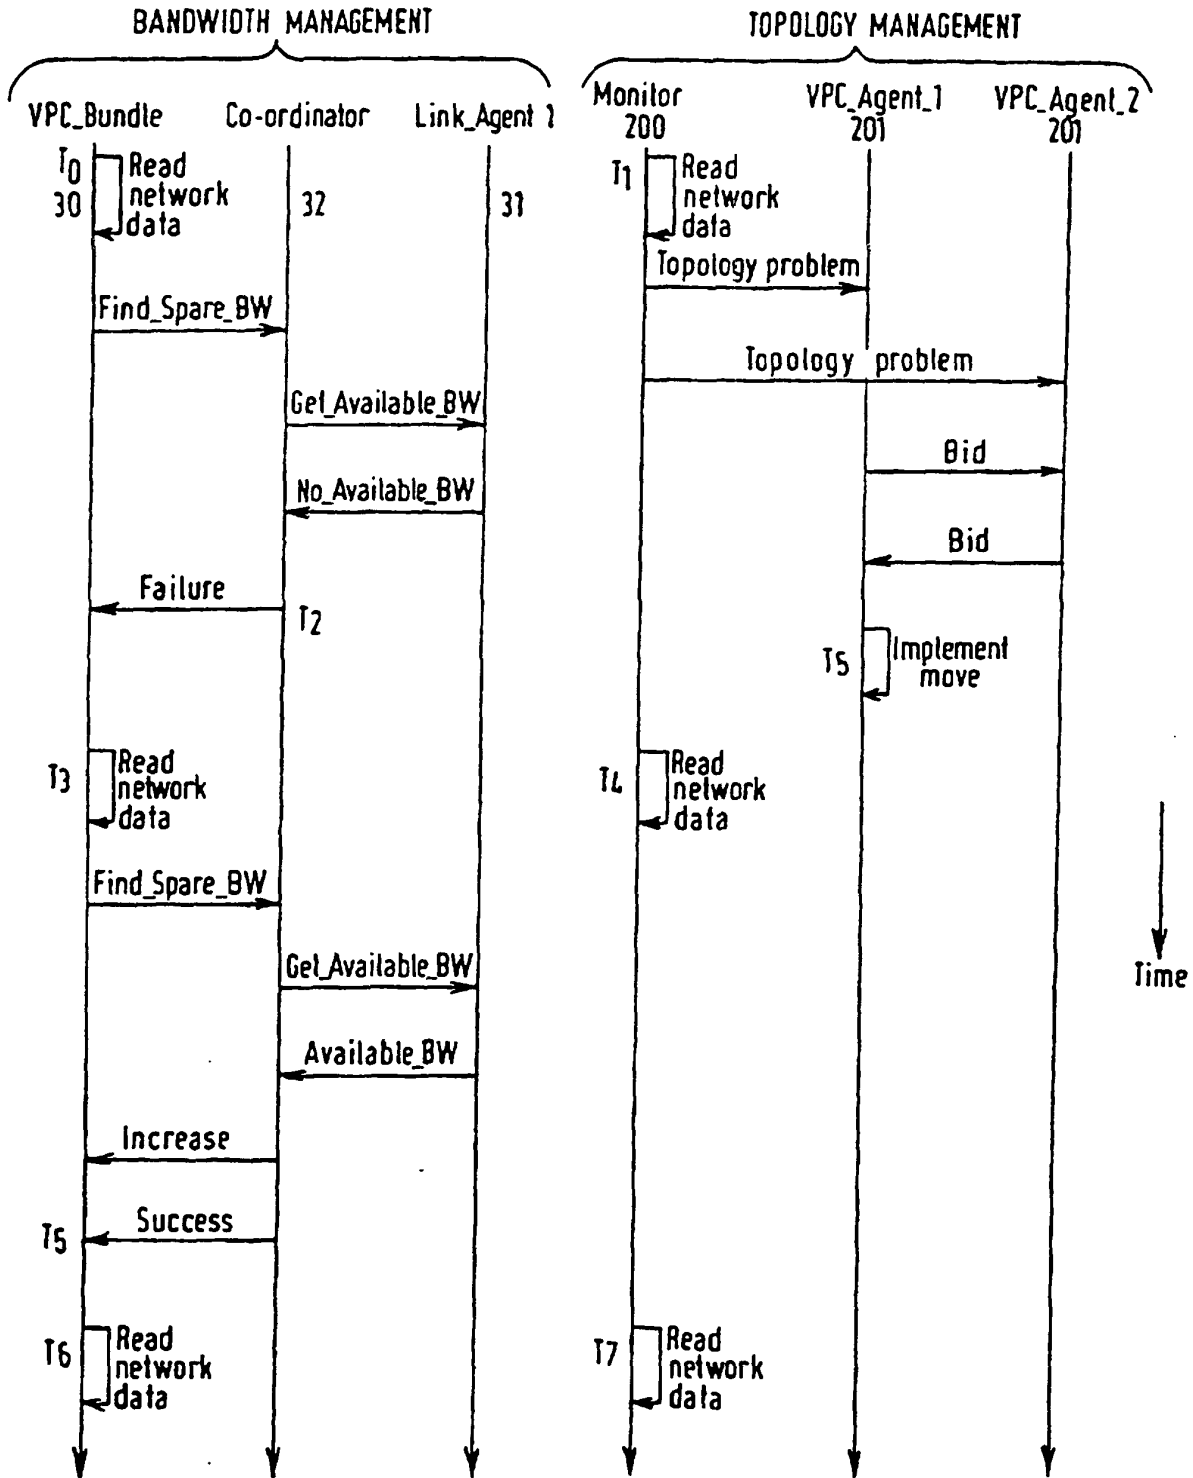 BANDWIDTH MANAGEMENT
VPC_Bundle
Co-ordinator
Link_Agent 1
T0
30
Read
network
data
32
31
Find_Spare_BW
Get_Available_BW
No_Available_BW
Failure
T2
T3
Read
network
data
Find_Spare_BW
Get_Available_BW
Available_BW
Increase
Success
T5
T6
Read
network
data
TOPOLOGY MANAGEMENT
Monitor
200
VPC_Agent_1
201
VPC_Agent_2
201
T1
Read
network
data
Topology problem
Topology problem
Bid
Bid
T5
Implement
move
T4
Read
network
data
Time
T7
Read
network
data